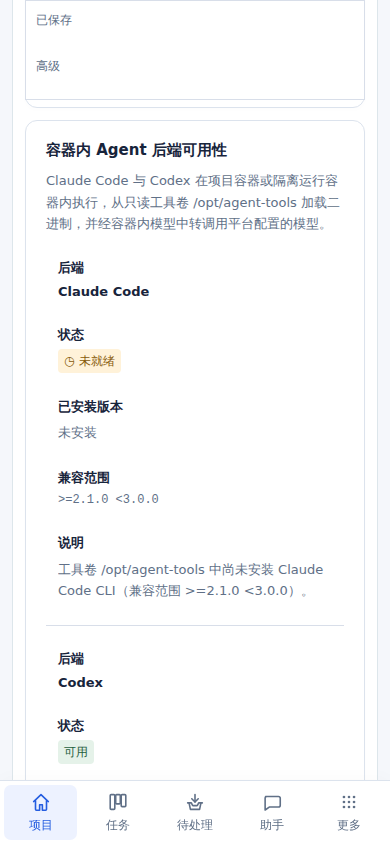 已保存
高级
容器内 Agent 后端可用性
Claude Code 与 Codex 在项目容器或隔离运行容
器内执行，从只读工具卷 /opt/agent-tools 加载二
进制，并经容器内模型中转调用平台配置的模型。
后端
Claude Code
状态
未就绪
已安装版本
未安装
兼容范围
>=2.1.0 <3.0.0
说明
工具卷 /opt/agent-tools 中尚未安装 Claude
Code CLI（兼容范围 >=2.1.0 <3.0.0）。
后端
Codex
状态
可用
项目 任务 待处理 助手 更多